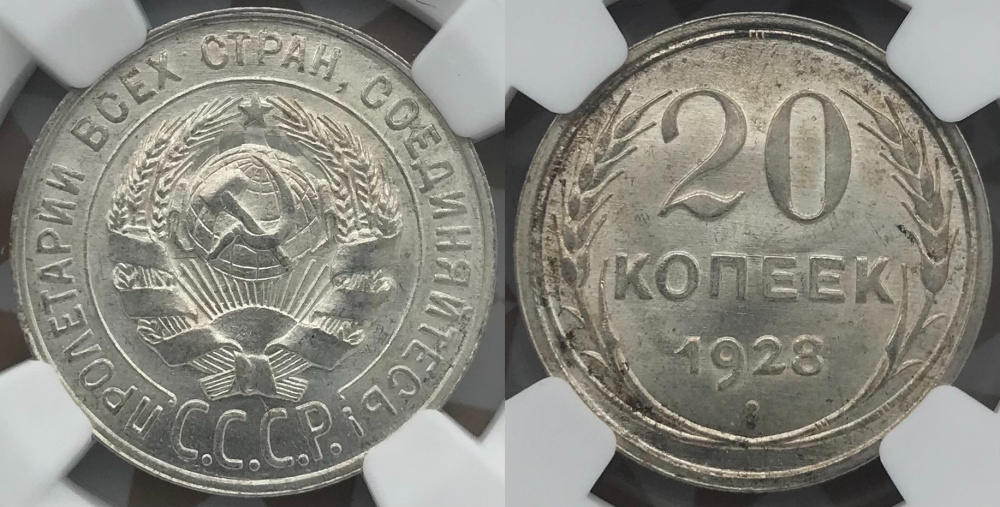 ПРОЛЕТАРИИ ВСЕХ СТРАН, СОЕДИНЯЙТЕСЬ!
С.С.С.Р.
20
КОПЕЕК
1928